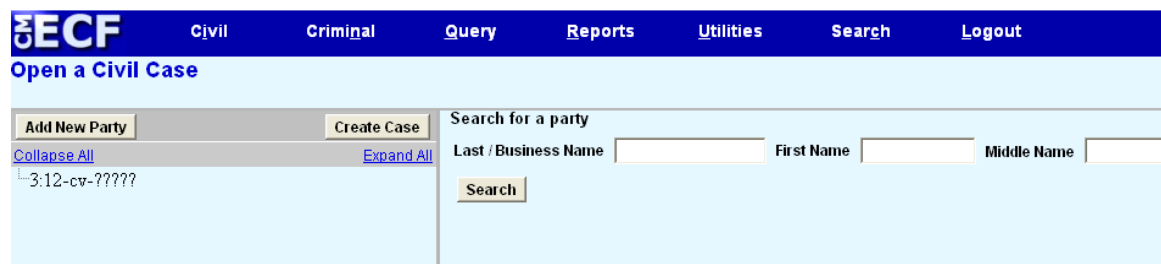 CM ECF Civil Criminal Query Reports Utilities Search Logout
Open a Civil Case
Add New Party Create Case
Collapse All Expand All
3:12-cv-?????
Search for a party
Last / Business Name First Name Middle Name
Search